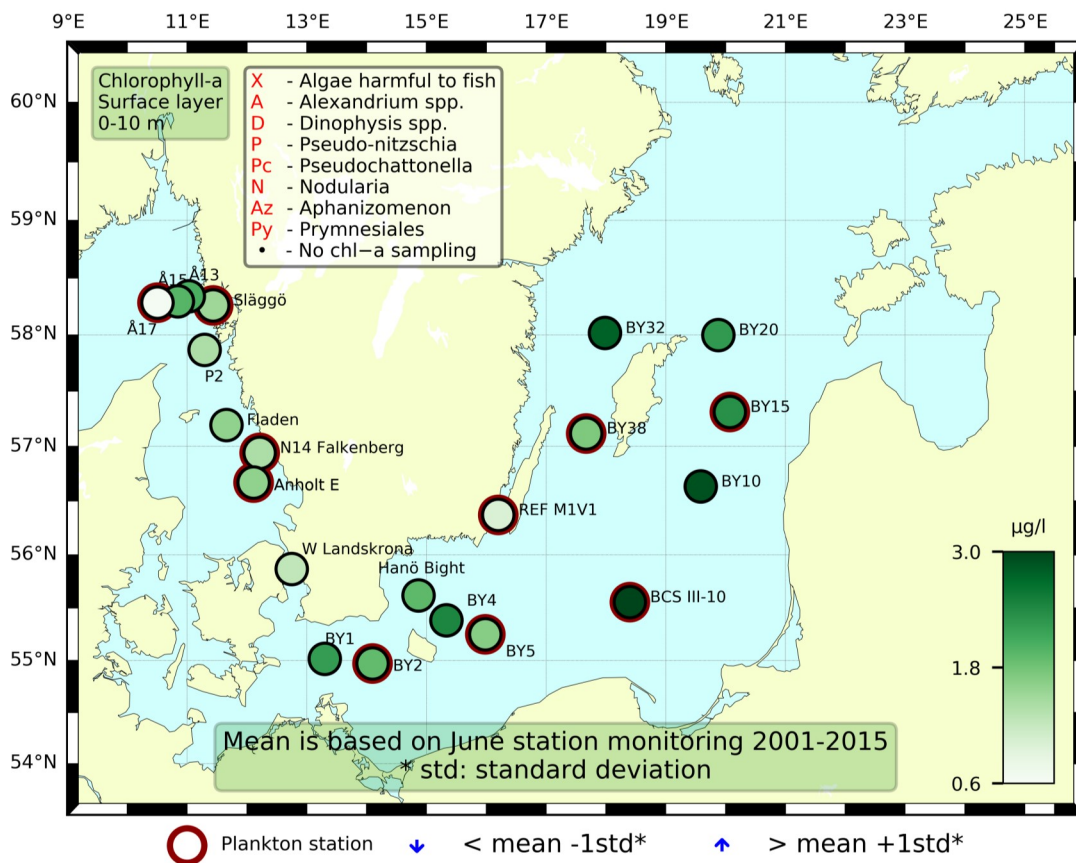 9°E 11°E 13°E 15°E 17°E 19°E 21°E 23°E 25°E
60°N
59°N
58°N
57°N
56°N
55°N
54°N
Chlorophyll-a
Surface layer
0-10 m
X - Algae harmful to fish
A - Alexandrium spp.
D - Dinophysis spp.
P - Pseudo-nitzschia
Pc - Pseudochattonella
N - Nodularia
Az - Aphanizomenon
Py - Prymnesiales
• - No chl−a sampling
Å15
Å13
Släggö
Å17
P2
Fladen
N14 Falkenberg
Anholt E
W Landskrona
Hanö Bight
BY4
BY5
BY1
BY2
REF M1V1
BY32
BY20
BY15
BY38
BY10
BCS III-10
µg/l
3.0
1.8
0.6
Mean is based on June station monitoring 2001-2015
* std: standard deviation
Plankton station ↓ < mean -1std* ↑ > mean +1std*